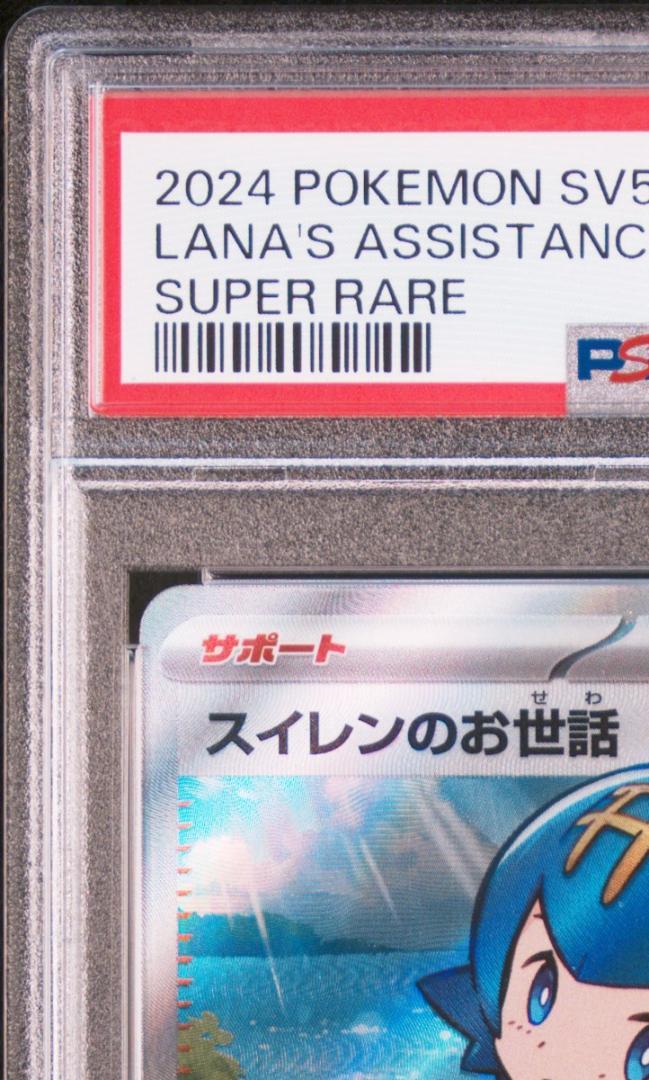 2024 POKEMON SV5
LANA'S ASSISTANC
SUPER RARE
PS
サポート
せ わ
スイレンのお世話